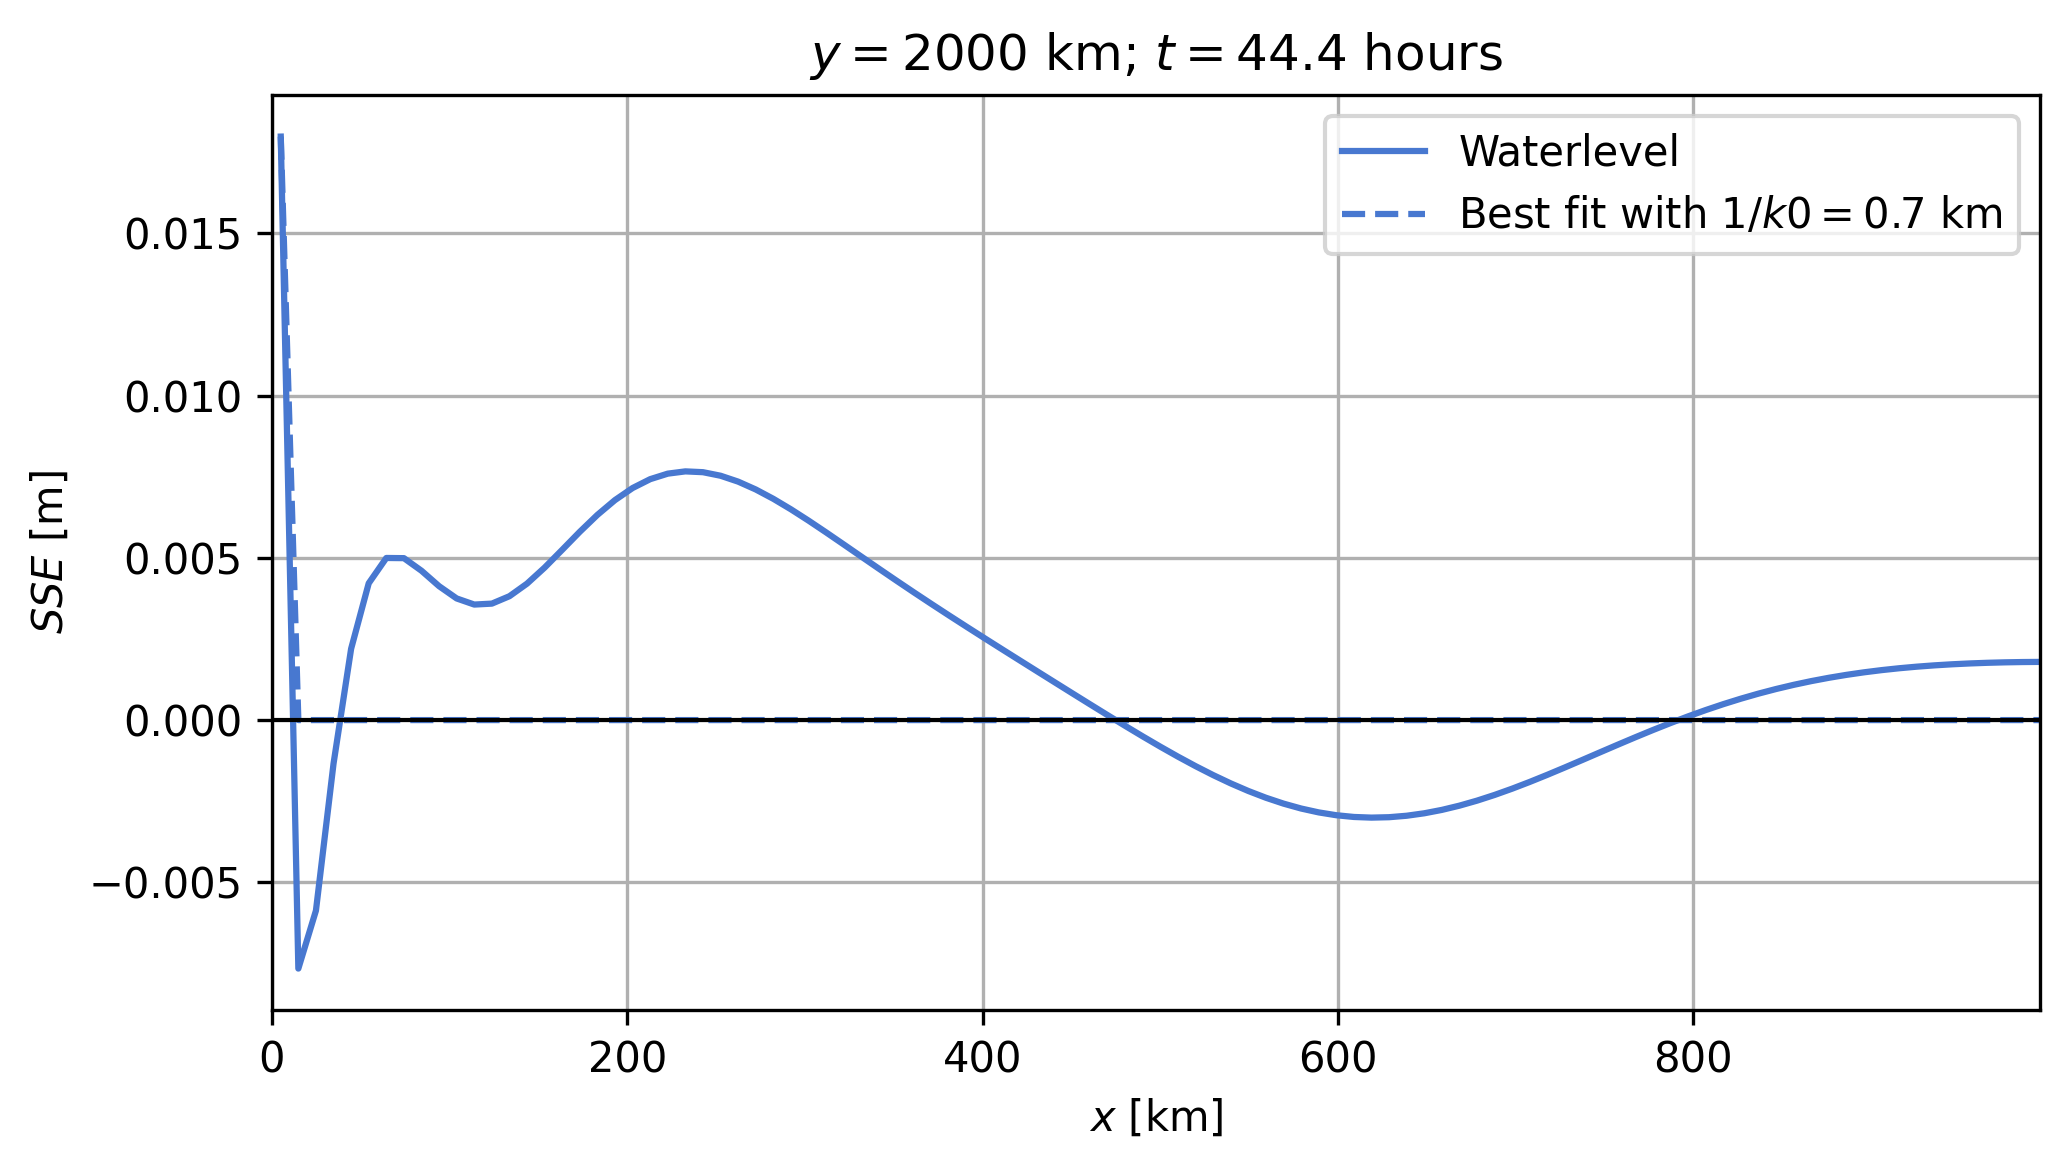 y = 2000 km; t = 44.4 hours
Waterlevel
Best fit with 1/k0 = 0.7 km
SSE [m]
0.015
0.010
0.005
0.000
−0.005
0 200 400 600 800
x [km]